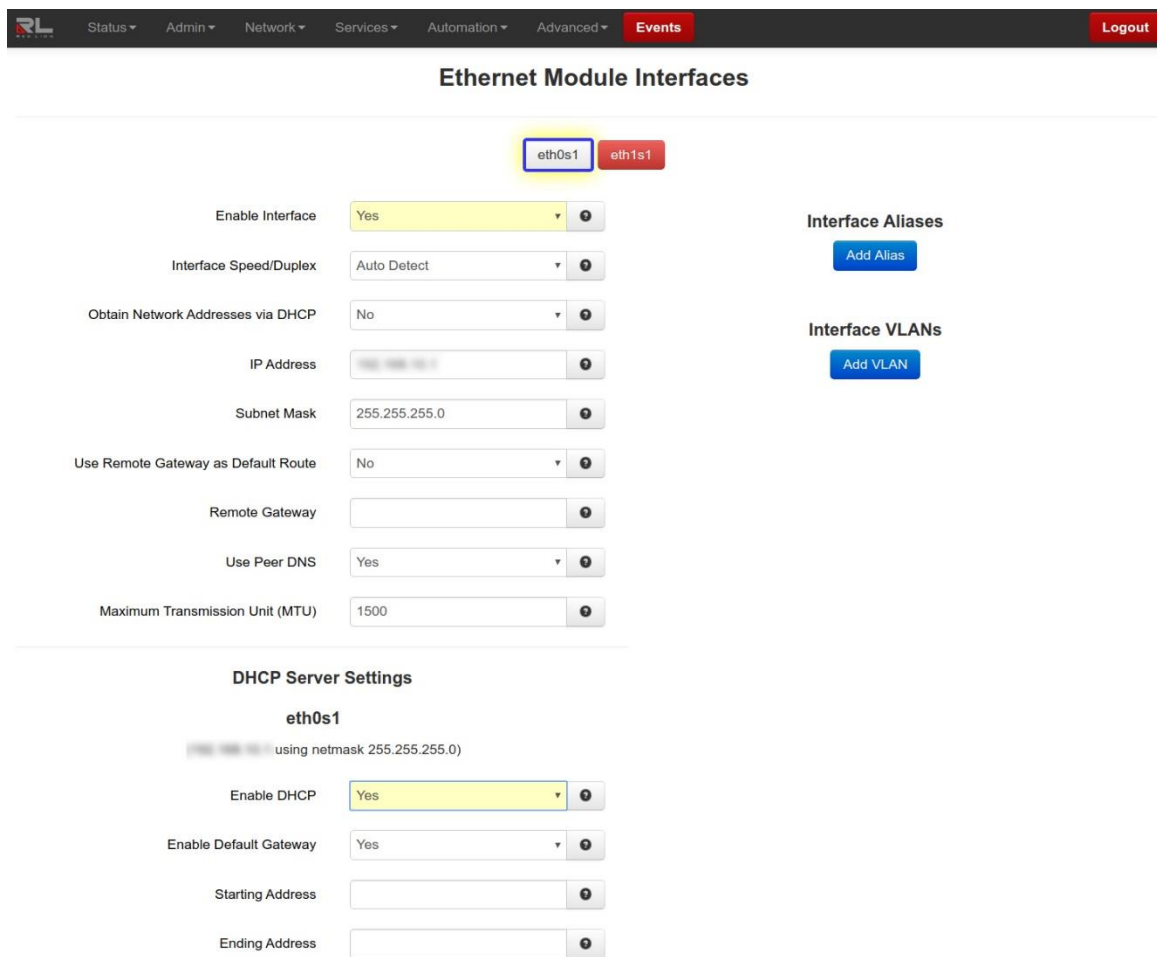 RL
RED LION
Status Admin Network Services Automation Advanced Events Logout
Ethernet Module Interfaces
eth0s1 eth1s1
Enable Interface Yes
Interface Speed/Duplex Auto Detect
Obtain Network Addresses via DHCP No
IP Address
Subnet Mask 255.255.255.0
Use Remote Gateway as Default Route No
Remote Gateway
Use Peer DNS Yes
Maximum Transmission Unit (MTU) 1500
Interface Aliases
Add Alias
Interface VLANs
Add VLAN
DHCP Server Settings
eth0s1
using netmask 255.255.255.0)
Enable DHCP Yes
Enable Default Gateway Yes
Starting Address
Ending Address